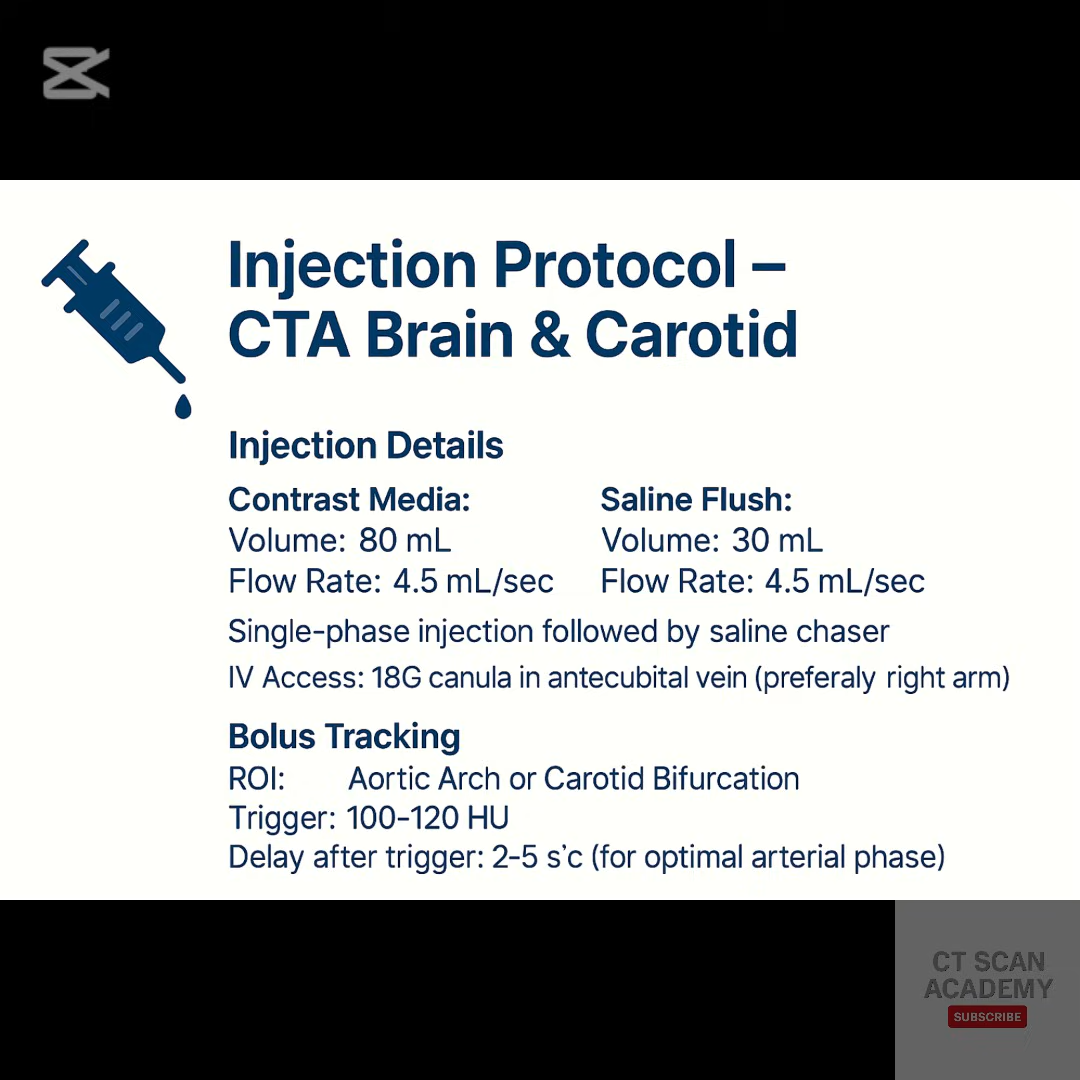 Injection Protocol –
CTA Brain & Carotid
Injection Details
Contrast Media:
Volume: 80 mL
Flow Rate: 4.5 mL/sec
Saline Flush:
Volume: 30 mL
Flow Rate: 4.5 mL/sec
Single-phase injection followed by saline chaser
IV Access: 18G canula in antecubital vein (preferaly right arm)
Bolus Tracking
ROI: Aortic Arch or Carotid Bifurcation
Trigger: 100-120 HU
Delay after trigger: 2-5 s'c (for optimal arterial phase)
CT SCAN
ACADEMY
SUBSCRIBE